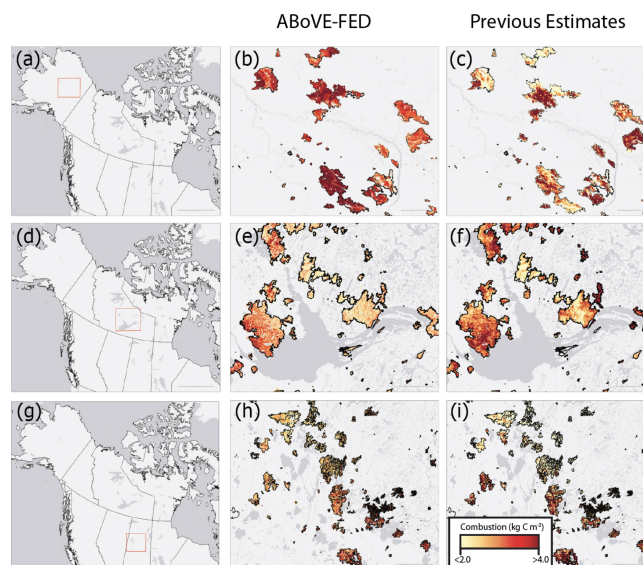 ABoVE-FED
Previous Estimates
(a)
(b)
(c)
(d)
(e)
(f)
(g)
(h)
(i)
Combustion (kg C m⁻²)
<2.0
>4.0